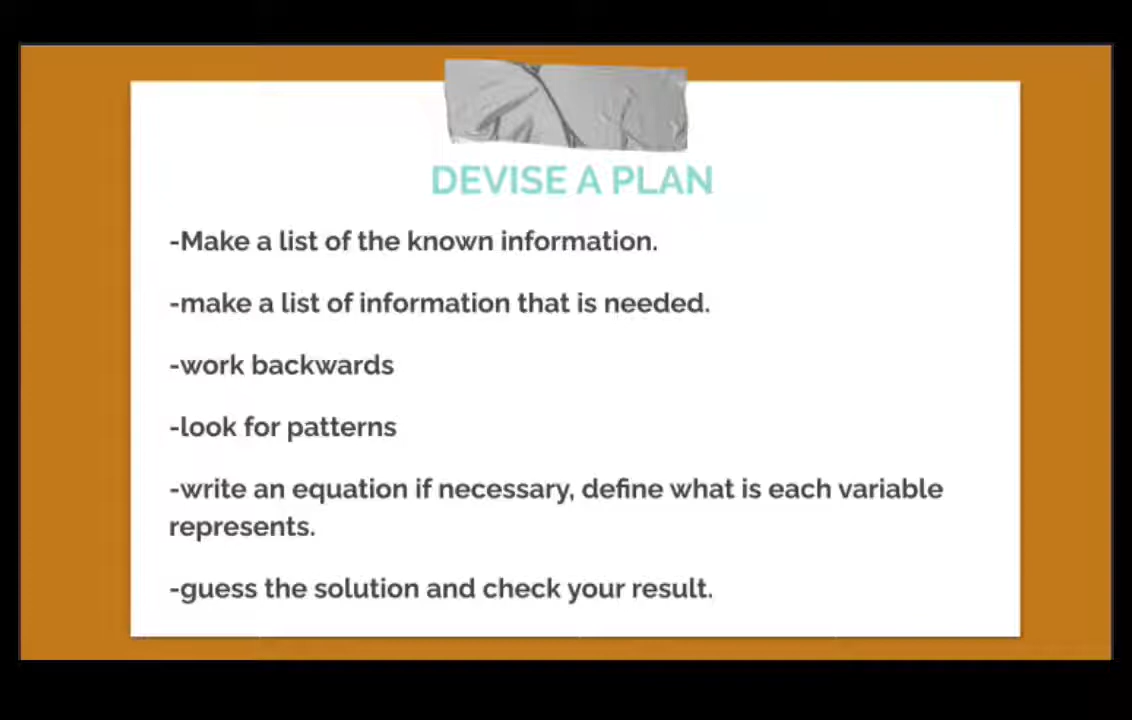 DEVISE A PLAN
-Make a list of the known information.
-make a list of information that is needed.
-work backwards
-look for patterns
-write an equation if necessary, define what is each variable
represents.
-guess the solution and check your result.